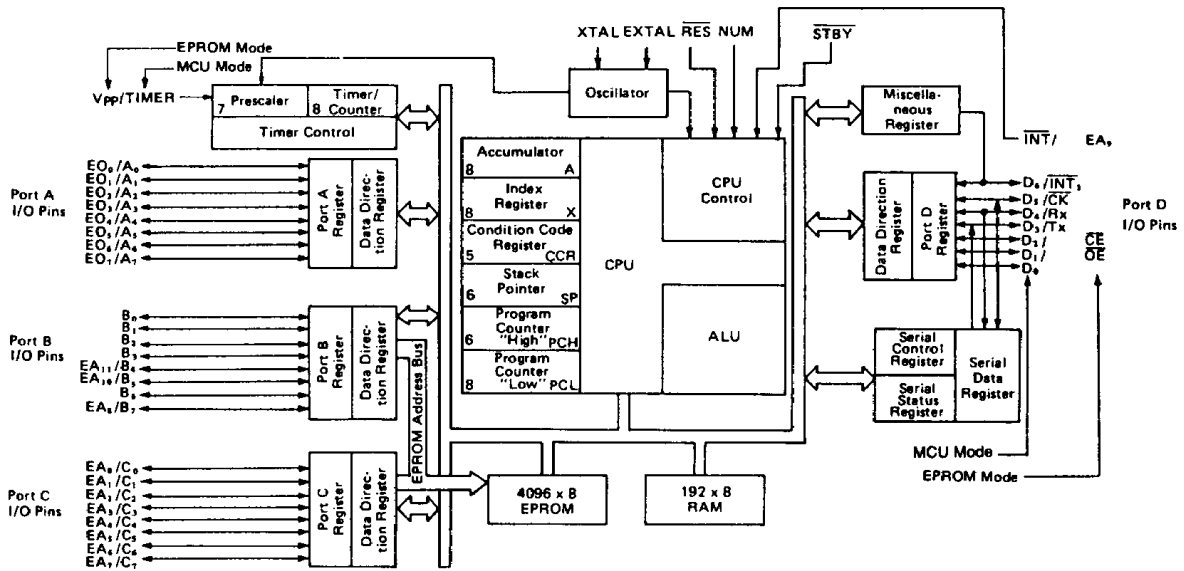 XTAL EXTAL RES NUM
STBY
EPROM Mode
MCU Mode
VPP/TIMER
7 Prescaler
8 Timer/
Counter
Timer Control
Oscillator
Miscella-
neous
Register
INT/ EA₉
Port A
I/O Pins
EO₀/A₀
EO₁/A₁
EO₂/A₂
EO₃/A₃
EO₄/A₄
EO₅/A₅
EO₆/A₆
EO₇/A₇
Port A
Register
Data Direc-
tion Register
Accumulator
8 A
Index
Register
8 X
Condition Code
Register
5 CCR
Stack
Pointer
6 SP
Program
Counter
"High"
6 PCH
Program
Counter
"Low"
8 PCL
CPU
CPU
Control
ALU
Data Direction
Register
Port D
Register
D₆/INT₂
D₅/CK
D₄/Rx
D₃/Tx
D₂/ CE
D₁/ OE
D₀
Port D
I/O Pins
Port B
I/O Pins
B₀
B₁
B₂
B₃
EA₁₁/B₄
EA₁₀/B₅
B₆
EA₈/B₇
Port B
Register
Data Direc-
tion Register
EPROM Address Bus
Serial
Control
Register
Serial
Status
Register
Serial
Data
Register
MCU Mode
EPROM Mode
Port C
I/O Pins
EA₀/C₀
EA₁/C₁
EA₂/C₂
EA₃/C₃
EA₄/C₄
EA₅/C₅
EA₆/C₆
EA₇/C₇
Port C
Register
Data Direc-
tion Register
4096 x 8
EPROM
192 x 8
RAM